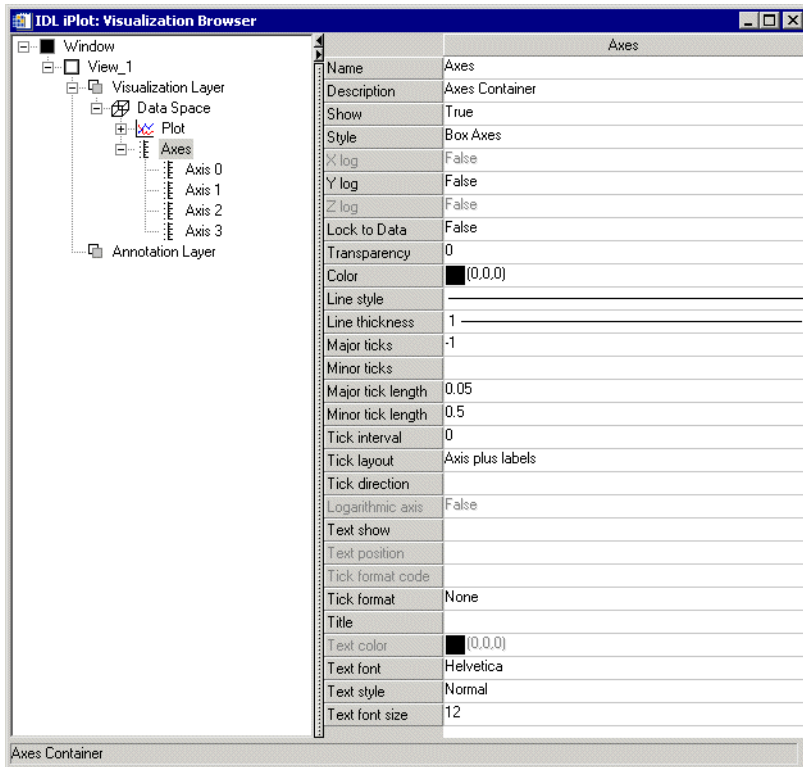 IDL iPlot: Visualization Browser
Window
View_1
Visualization Layer
Data Space
Plot
Axes
Axis 0
Axis 1
Axis 2
Axis 3
Annotation Layer
Axes
Name Axes
Description Axes Container
Show True
Style Box Axes
X log False
Y log False
Z log False
Lock to Data False
Transparency 0
Color (0,0,0)
Line style
Line thickness 1
Major ticks -1
Minor ticks
Major tick length 0.05
Minor tick length 0.5
Tick interval 0
Tick layout Axis plus labels
Tick direction
Logarithmic axis False
Text show
Text position
Tick format code
Tick format None
Title
Text color (0,0,0)
Text font Helvetica
Text style Normal
Text font size 12
Axes Container